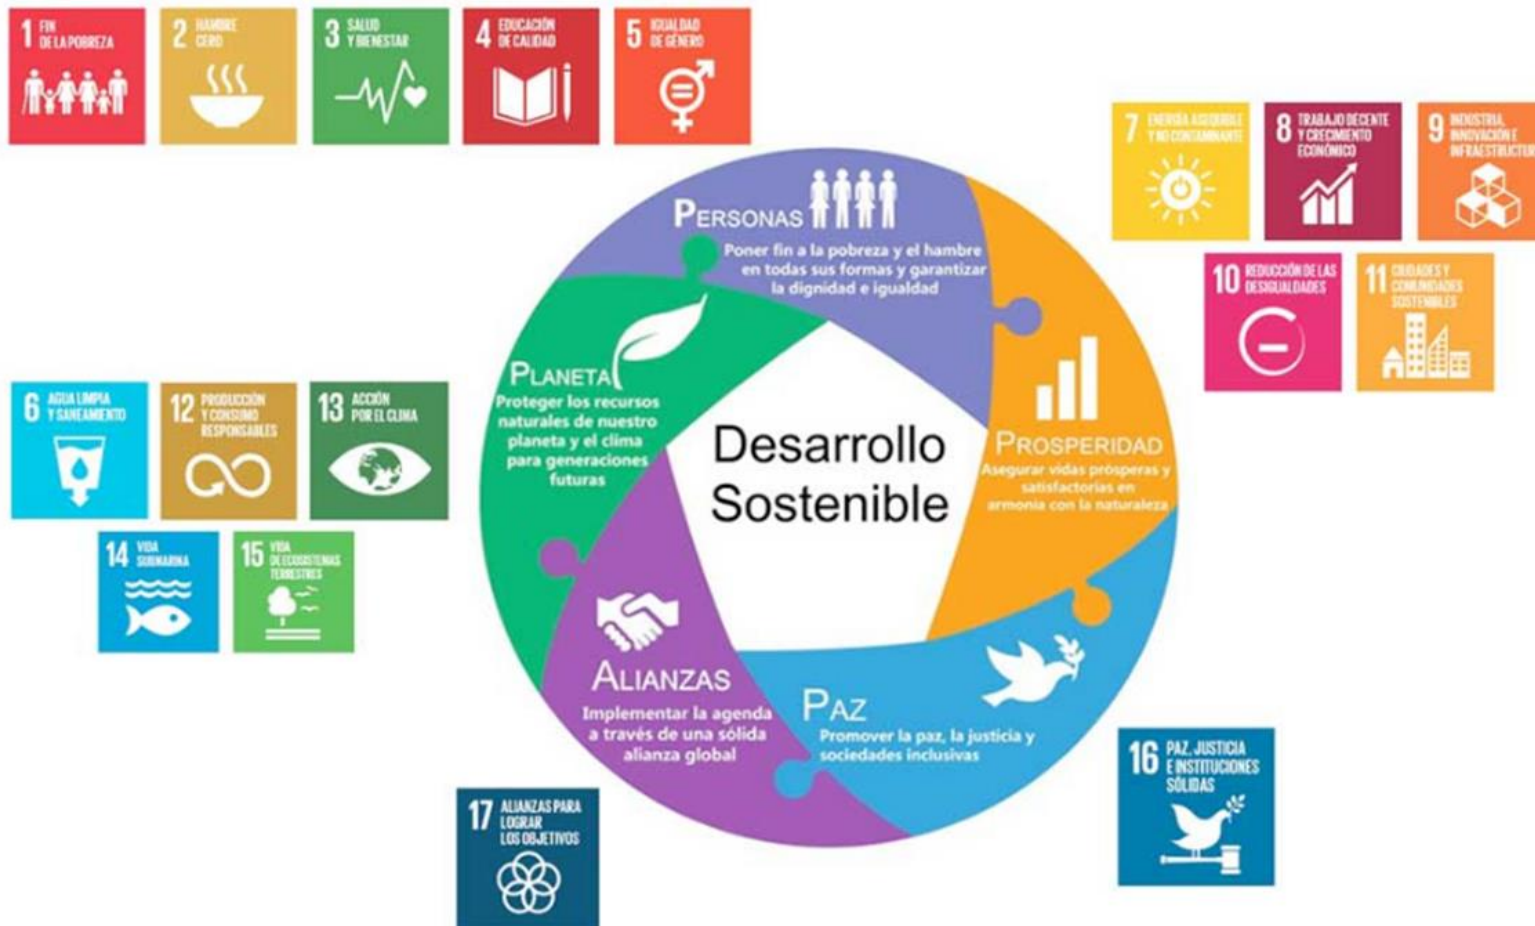 1 FIN
DE LA POBREZA
2 HAMBRE
CERO
3 SALUD
Y BIENESTAR
4 EDUCACIÓN
DE CALIDAD
5 IGUALDAD
DE GÉNERO
7 ENERGÍA ASEQUIBLE
Y NO CONTAMINANTE
8 TRABAJO DECENTE
Y CRECIMIENTO
ECONÓMICO
9 INDUSTRIA,
INNOVACIÓN E
INFRAESTRUCTUR
10 REDUCCIÓN DE LAS
DESIGUALDADES
11 CIUDADES Y
COMUNIDADES
SOSTENIBLES
PERSONAS
Poner fin a la pobreza y el hambre
en todas sus formas y garantizar
la dignidad e igualdad
PLANETA
Proteger los recursos
naturales de nuestro
planeta y el clima
para generaciones
futuras
Desarrollo
Sostenible
PROSPERIDAD
Asegurar vidas prósperas y
satisfactorias en
armonia con la naturaleza
6 AGUA LIMPIA
Y SANEAMIENTO
12 PRODUCCIÓN
Y CONSUMO
RESPONSABLES
13 ACCIÓN
POR EL CLIMA
14 VIDA
SUBMARINA
15 VIDA
DE ECOSISTEMAS
TERRESTRES
ALIANZAS
Implementar la agenda
a través de una sólida
alianza global
PAZ
Promover la paz, la justicia y
sociedades inclusivas
16 PAZ, JUSTICIA
E INSTITUCIONES
SÓLIDAS
17 ALIANZAS PARA
LOGRAR
LOS OBJETIVOS